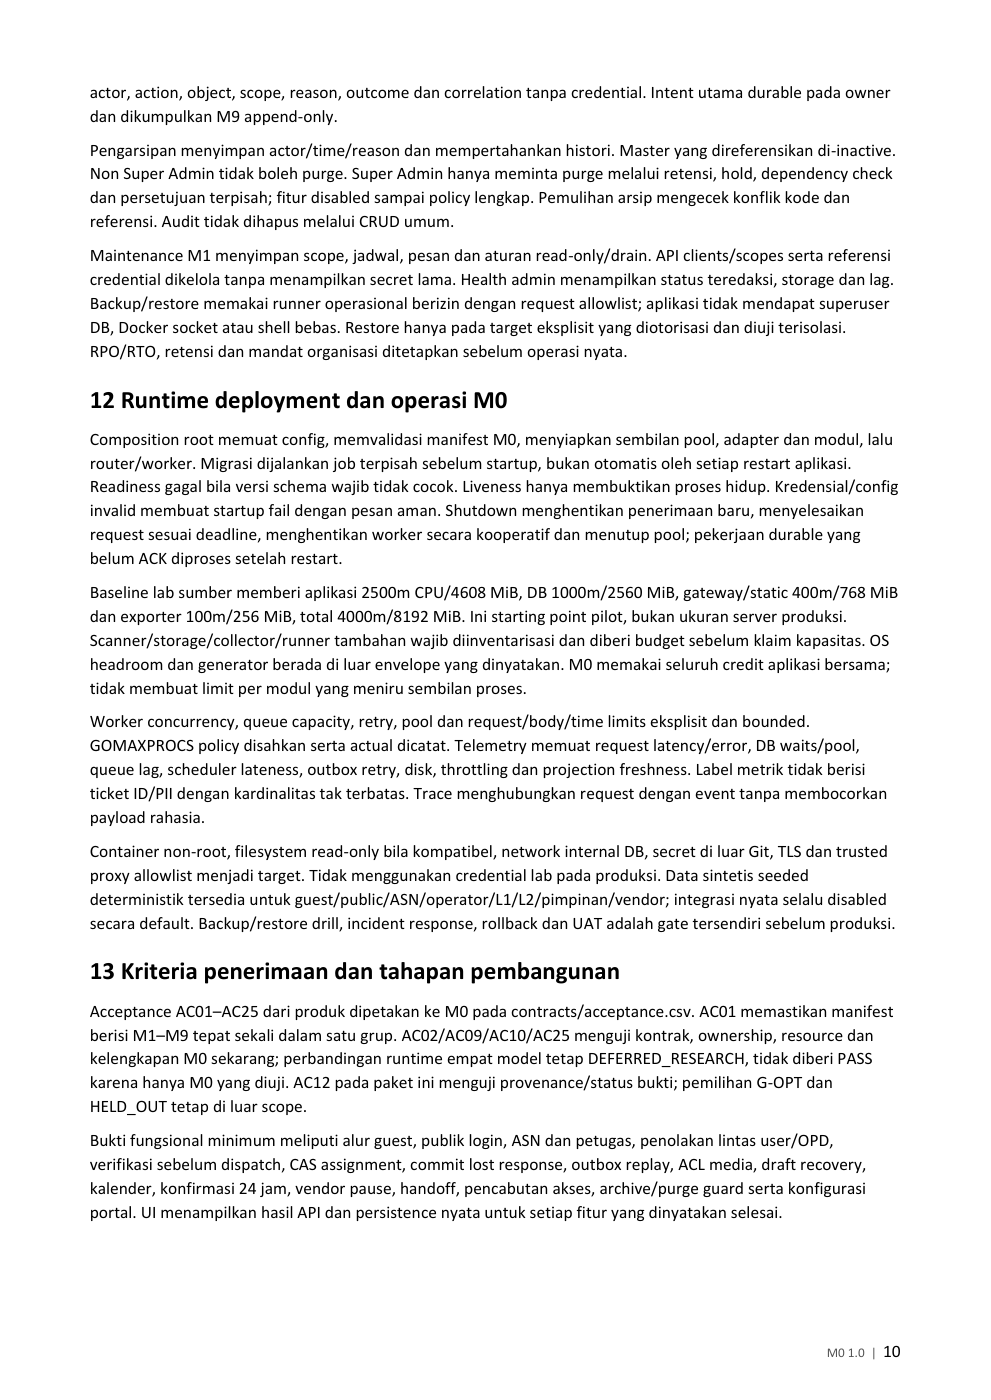 actor, action, object, scope, reason, outcome dan correlation tanpa credential. Intent utama durable pada owner
dan dikumpulkan M9 append-only.
Pengarsipan menyimpan actor/time/reason dan mempertahankan histori. Master yang direferensikan di-inactive.
Non Super Admin tidak boleh purge. Super Admin hanya meminta purge melalui retensi, hold, dependency check
dan persetujuan terpisah; fitur disabled sampai policy lengkap. Pemulihan arsip mengecek konflik kode dan
referensi. Audit tidak dihapus melalui CRUD umum.
Maintenance M1 menyimpan scope, jadwal, pesan dan aturan read-only/drain. API clients/scopes serta referensi
credential dikelola tanpa menampilkan secret lama. Health admin menampilkan status teredaksi, storage dan lag.
Backup/restore memakai runner operasional berizin dengan request allowlist; aplikasi tidak mendapat superuser
DB, Docker socket atau shell bebas. Restore hanya pada target eksplisit yang diotorisasi dan diuji terisolasi.
RPO/RTO, retensi dan mandat organisasi ditetapkan sebelum operasi nyata.
12 Runtime deployment dan operasi M0
Composition root memuat config, memvalidasi manifest M0, menyiapkan sembilan pool, adapter dan modul, lalu
router/worker. Migrasi dijalankan job terpisah sebelum startup, bukan otomatis oleh setiap restart aplikasi.
Readiness gagal bila versi schema wajib tidak cocok. Liveness hanya membuktikan proses hidup. Kredensial/config
invalid membuat startup fail dengan pesan aman. Shutdown menghentikan penerimaan baru, menyelesaikan
request sesuai deadline, menghentikan worker secara kooperatif dan menutup pool; pekerjaan durable yang
belum ACK diproses setelah restart.
Baseline lab sumber memberi aplikasi 2500m CPU/4608 MiB, DB 1000m/2560 MiB, gateway/static 400m/768 MiB
dan exporter 100m/256 MiB, total 4000m/8192 MiB. Ini starting point pilot, bukan ukuran server produksi.
Scanner/storage/collector/runner tambahan wajib diinventarisasi dan diberi budget sebelum klaim kapasitas. OS
headroom dan generator berada di luar envelope yang dinyatakan. M0 memakai seluruh credit aplikasi bersama;
tidak membuat limit per modul yang meniru sembilan proses.
Worker concurrency, queue capacity, retry, pool dan request/body/time limits eksplisit dan bounded.
GOMAXPROCS policy disahkan serta actual dicatat. Telemetry memuat request latency/error, DB waits/pool,
queue lag, scheduler lateness, outbox retry, disk, throttling dan projection freshness. Label metrik tidak berisi
ticket ID/PII dengan kardinalitas tak terbatas. Trace menghubungkan request dengan event tanpa membocorkan
payload rahasia.
Container non-root, filesystem read-only bila kompatibel, network internal DB, secret di luar Git, TLS dan trusted
proxy allowlist menjadi target. Tidak menggunakan credential lab pada produksi. Data sintetis seeded
deterministik tersedia untuk guest/public/ASN/operator/L1/L2/pimpinan/vendor; integrasi nyata selalu disabled
secara default. Backup/restore drill, incident response, rollback dan UAT adalah gate tersendiri sebelum produksi.
13 Kriteria penerimaan dan tahapan pembangunan
Acceptance AC01–AC25 dari produk dipetakan ke M0 pada contracts/acceptance.csv. AC01 memastikan manifest
berisi M1–M9 tepat sekali dalam satu grup. AC02/AC09/AC10/AC25 menguji kontrak, ownership, resource dan
kelengkapan M0 sekarang; perbandingan runtime empat model tetap DEFERRED_RESEARCH, tidak diberi PASS
karena hanya M0 yang diuji. AC12 pada paket ini menguji provenance/status bukti; pemilihan G-OPT dan
HELD_OUT tetap di luar scope.
Bukti fungsional minimum meliputi alur guest, publik login, ASN dan petugas, penolakan lintas user/OPD,
verifikasi sebelum dispatch, CAS assignment, commit lost response, outbox replay, ACL media, draft recovery,
kalender, konfirmasi 24 jam, vendor pause, handoff, pencabutan akses, archive/purge guard serta konfigurasi
portal. UI menampilkan hasil API dan persistence nyata untuk setiap fitur yang dinyatakan selesai.
M0 1.0 | 10